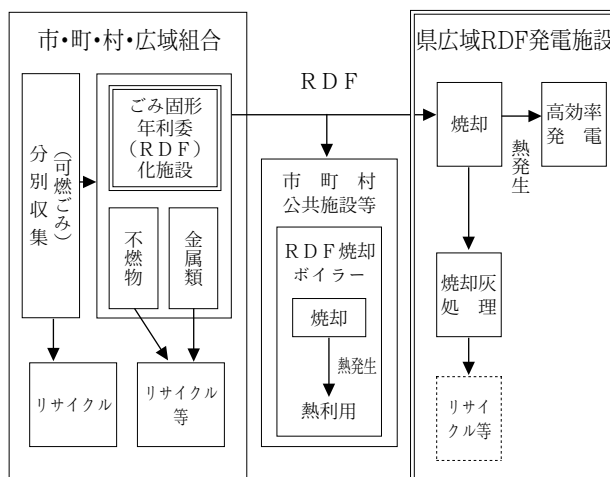 市・町・村・広域組合
分別収集
(可燃ごみ)
ごみ固形
年利委
(RDF)
化施設
不燃物
金属類
リサイクル
リサイクル
等
RDF
市町村
公共施設等
RDF焼却
ボイラー
焼却
熱発生
熱利用
県広域RDF発電施設
焼却
熱発生
高効率
発電
焼却灰
処理
リサイ
クル等